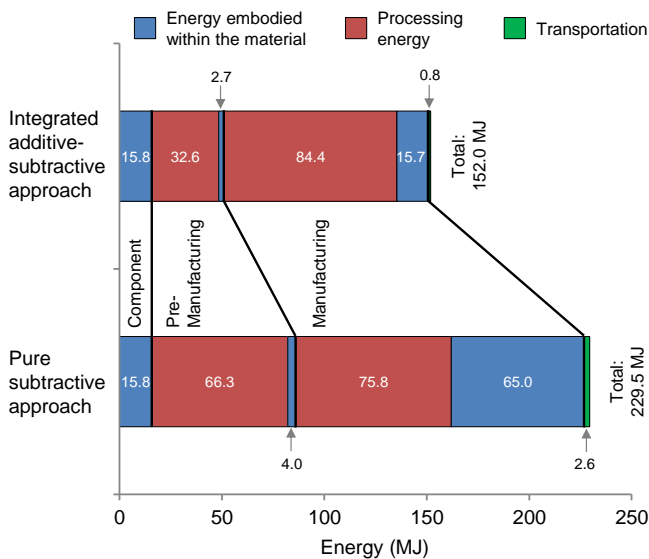 Energy embodied
within the material
Processing
energy
Transportation
2.7
0.8
Integrated
additive-
subtractive
approach
15.8
32.6
84.4
15.7
Total:
152.0 MJ
Component
Pre-
Manufacturing
Manufacturing
Pure
subtractive
approach
15.8
66.3
75.8
65.0
Total:
229.5 MJ
4.0
2.6
0
50
100
150
200
250
Energy (MJ)